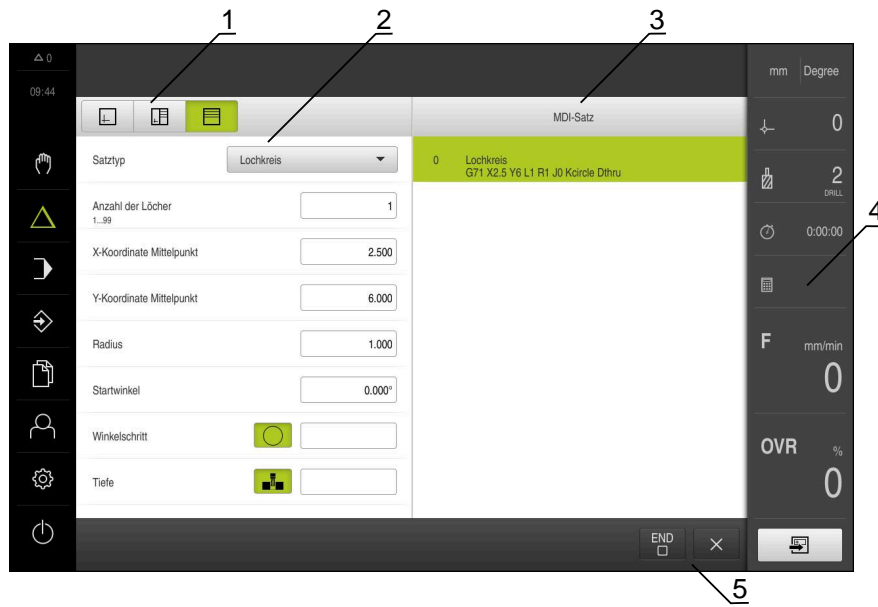 1
2
3
0
09:44
mm
Degree
MDI-Satz
0
Satztyp
Lochkreis
0 Lochkreis
G71 X2.5 Y6 L1 R1 J0 Kcircle Dthru
2
DRILL
Anzahl der Löcher
1...99
1
4
0:00:00
X-Koordinate Mittelpunkt
2.500
Y-Koordinate Mittelpunkt
6.000
Radius
1.000
F mm/min
0
Startwinkel
0.000°
Winkelschritt
OVR %
0
Tiefe
END
5